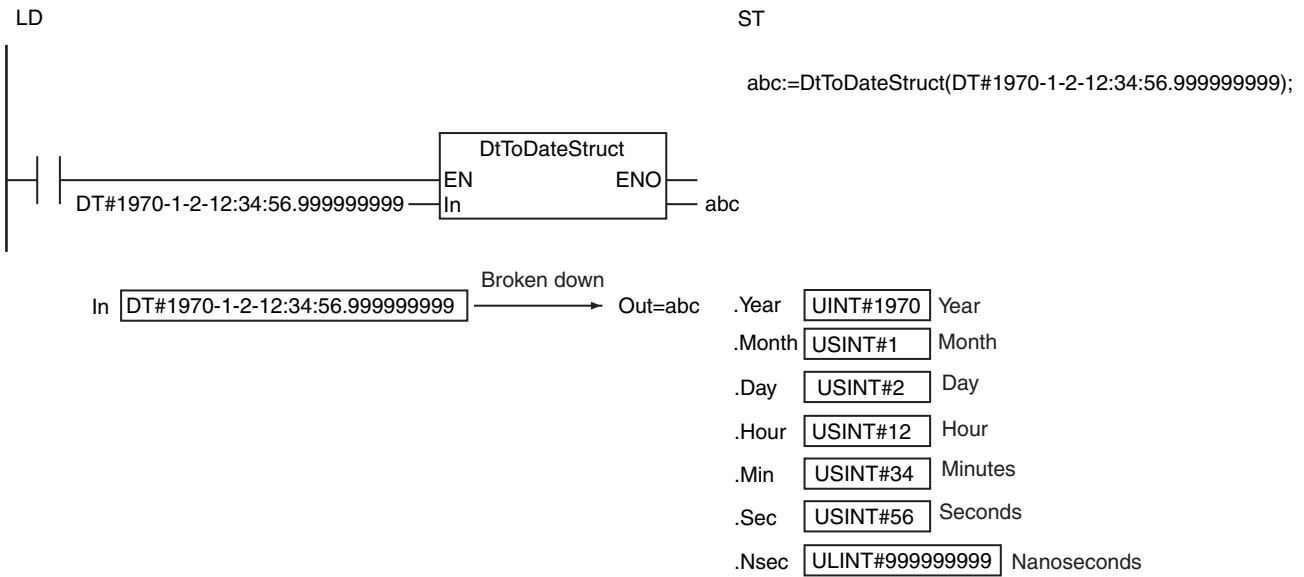 LD
ST
abc:=DtToDateStruct(DT#1970-1-2-12:34:56.999999999);
DtToDateStruct
EN ENO
DT#1970-1-2-12:34:56.999999999 In abc
Broken down
In DT#1970-1-2-12:34:56.999999999 Out=abc .Year UINT#1970 Year
.Month USINT#1 Month
.Day USINT#2 Day
.Hour USINT#12 Hour
.Min USINT#34 Minutes
.Sec USINT#56 Seconds
.Nsec ULINT#999999999 Nanoseconds